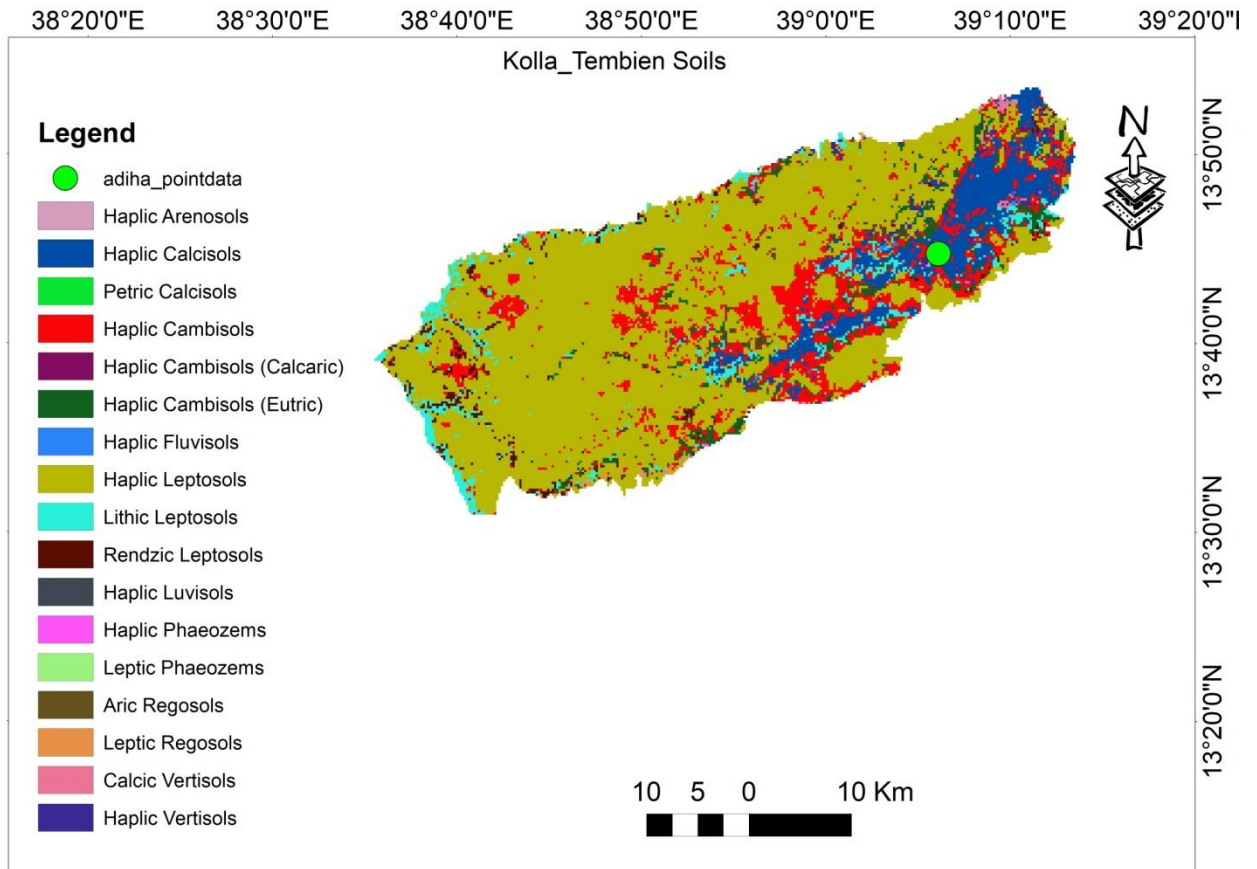 38°20'0"E 38°30'0"E 38°40'0"E 38°50'0"E 39°0'0"E 39°10'0"E 39°20'0"E
Kolla_Tembien Soils
Legend
adiha_pointdata
Haplic Arenosols
Haplic Calcisols
Petric Calcisols
Haplic Cambisols
Haplic Cambisols (Calcaric)
Haplic Cambisols (Eutric)
Haplic Fluvisols
Haplic Leptosols
Lithic Leptosols
Rendzic Leptosols
Haplic Luvisols
Haplic Phaeozems
Leptic Phaeozems
Aric Regosols
Leptic Regosols
Calcic Vertisols
Haplic Vertisols
N
13°50'0"N
13°40'0"N
13°30'0"N
13°20'0"N
10 5 0 10 Km